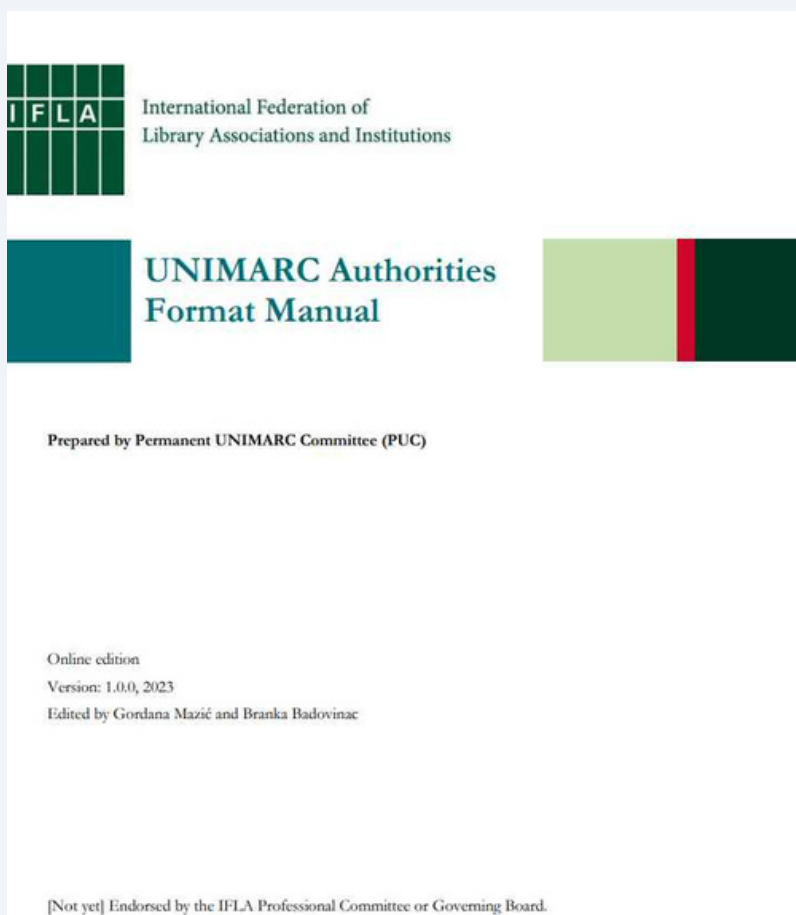 IFLA
International Federation of
Library Associations and Institutions
UNIMARC Authorities
Format Manual
Prepared by Permanent UNIMARC Committee (PUC)
Online edition
Version: 1.0.0, 2023
Edited by Gordana Mazić and Branka Badovinac
[Not yet] Endorsed by the IFLA Professional Committee or Governing Board.